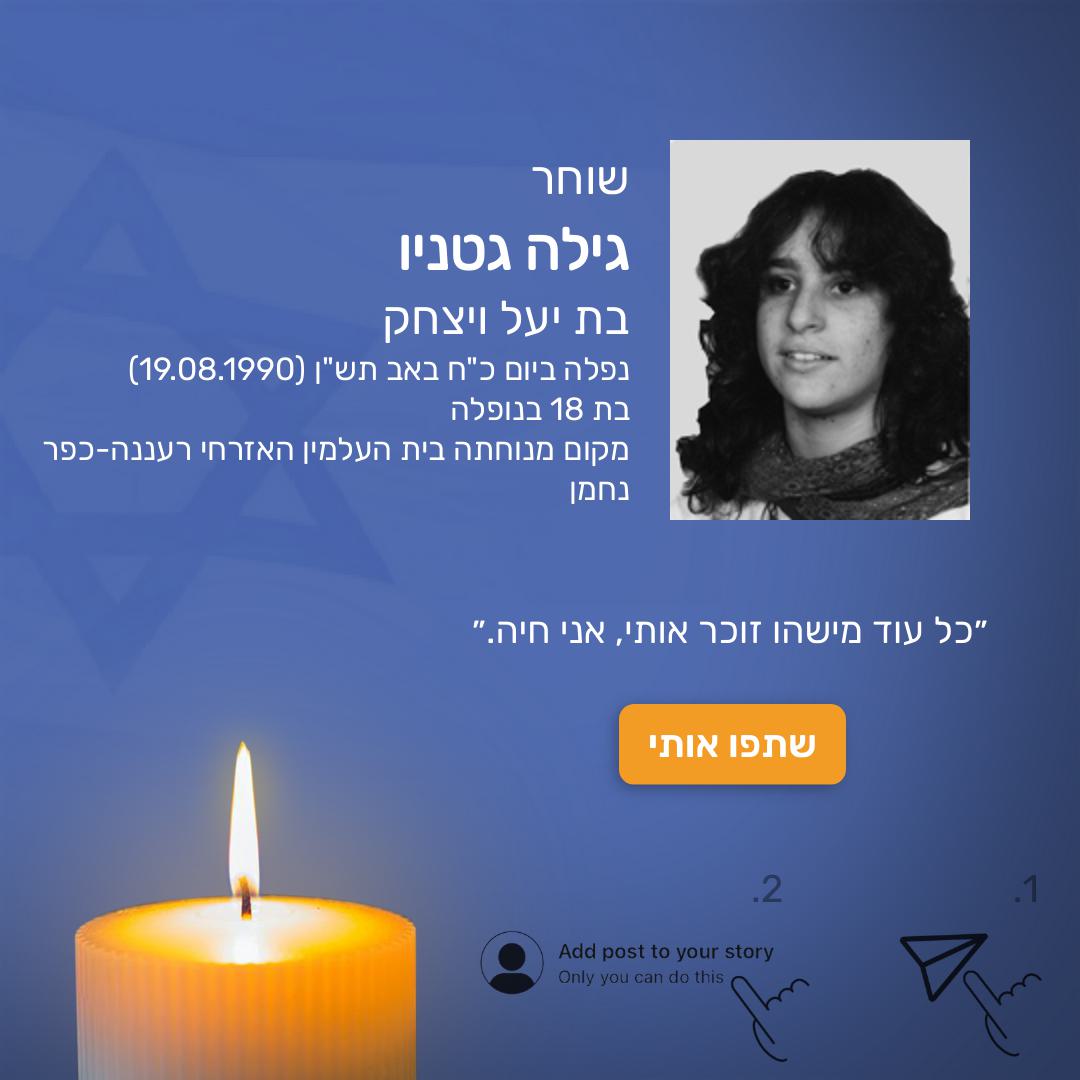 שוחר
גילה גטניו
בת יעל ויצחק
נפלה ביום כ"ח באב תש"ן (19.08.1990)
בת 18 בנופלה
מקום מנוחתה בית העלמין האזרחי רעננה-כפר
נחמן
״כל עוד מישהו זוכר אותי, אני חיה.״
שתפו אותי
1.
2.
Add post to your story
Only you can do this